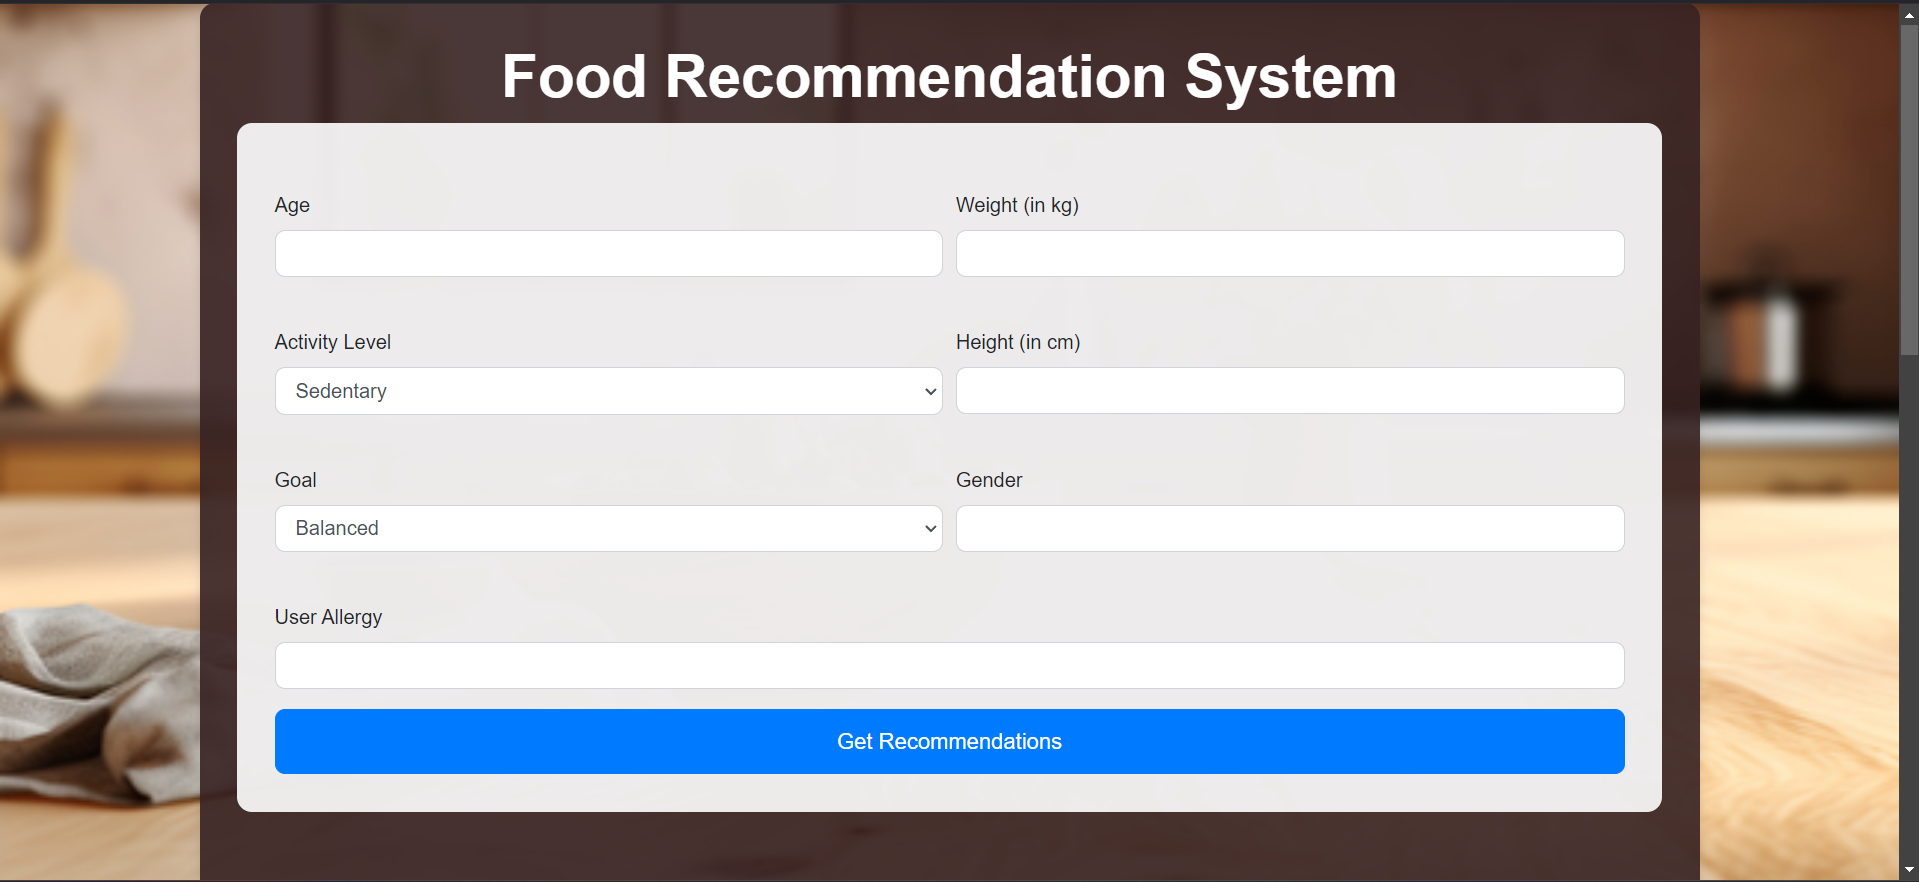 Food Recommendation System
Age
Weight (in kg)
Activity Level
Height (in cm)
Sedentary
Goal
Gender
Balanced
User Allergy
Get Recommendations